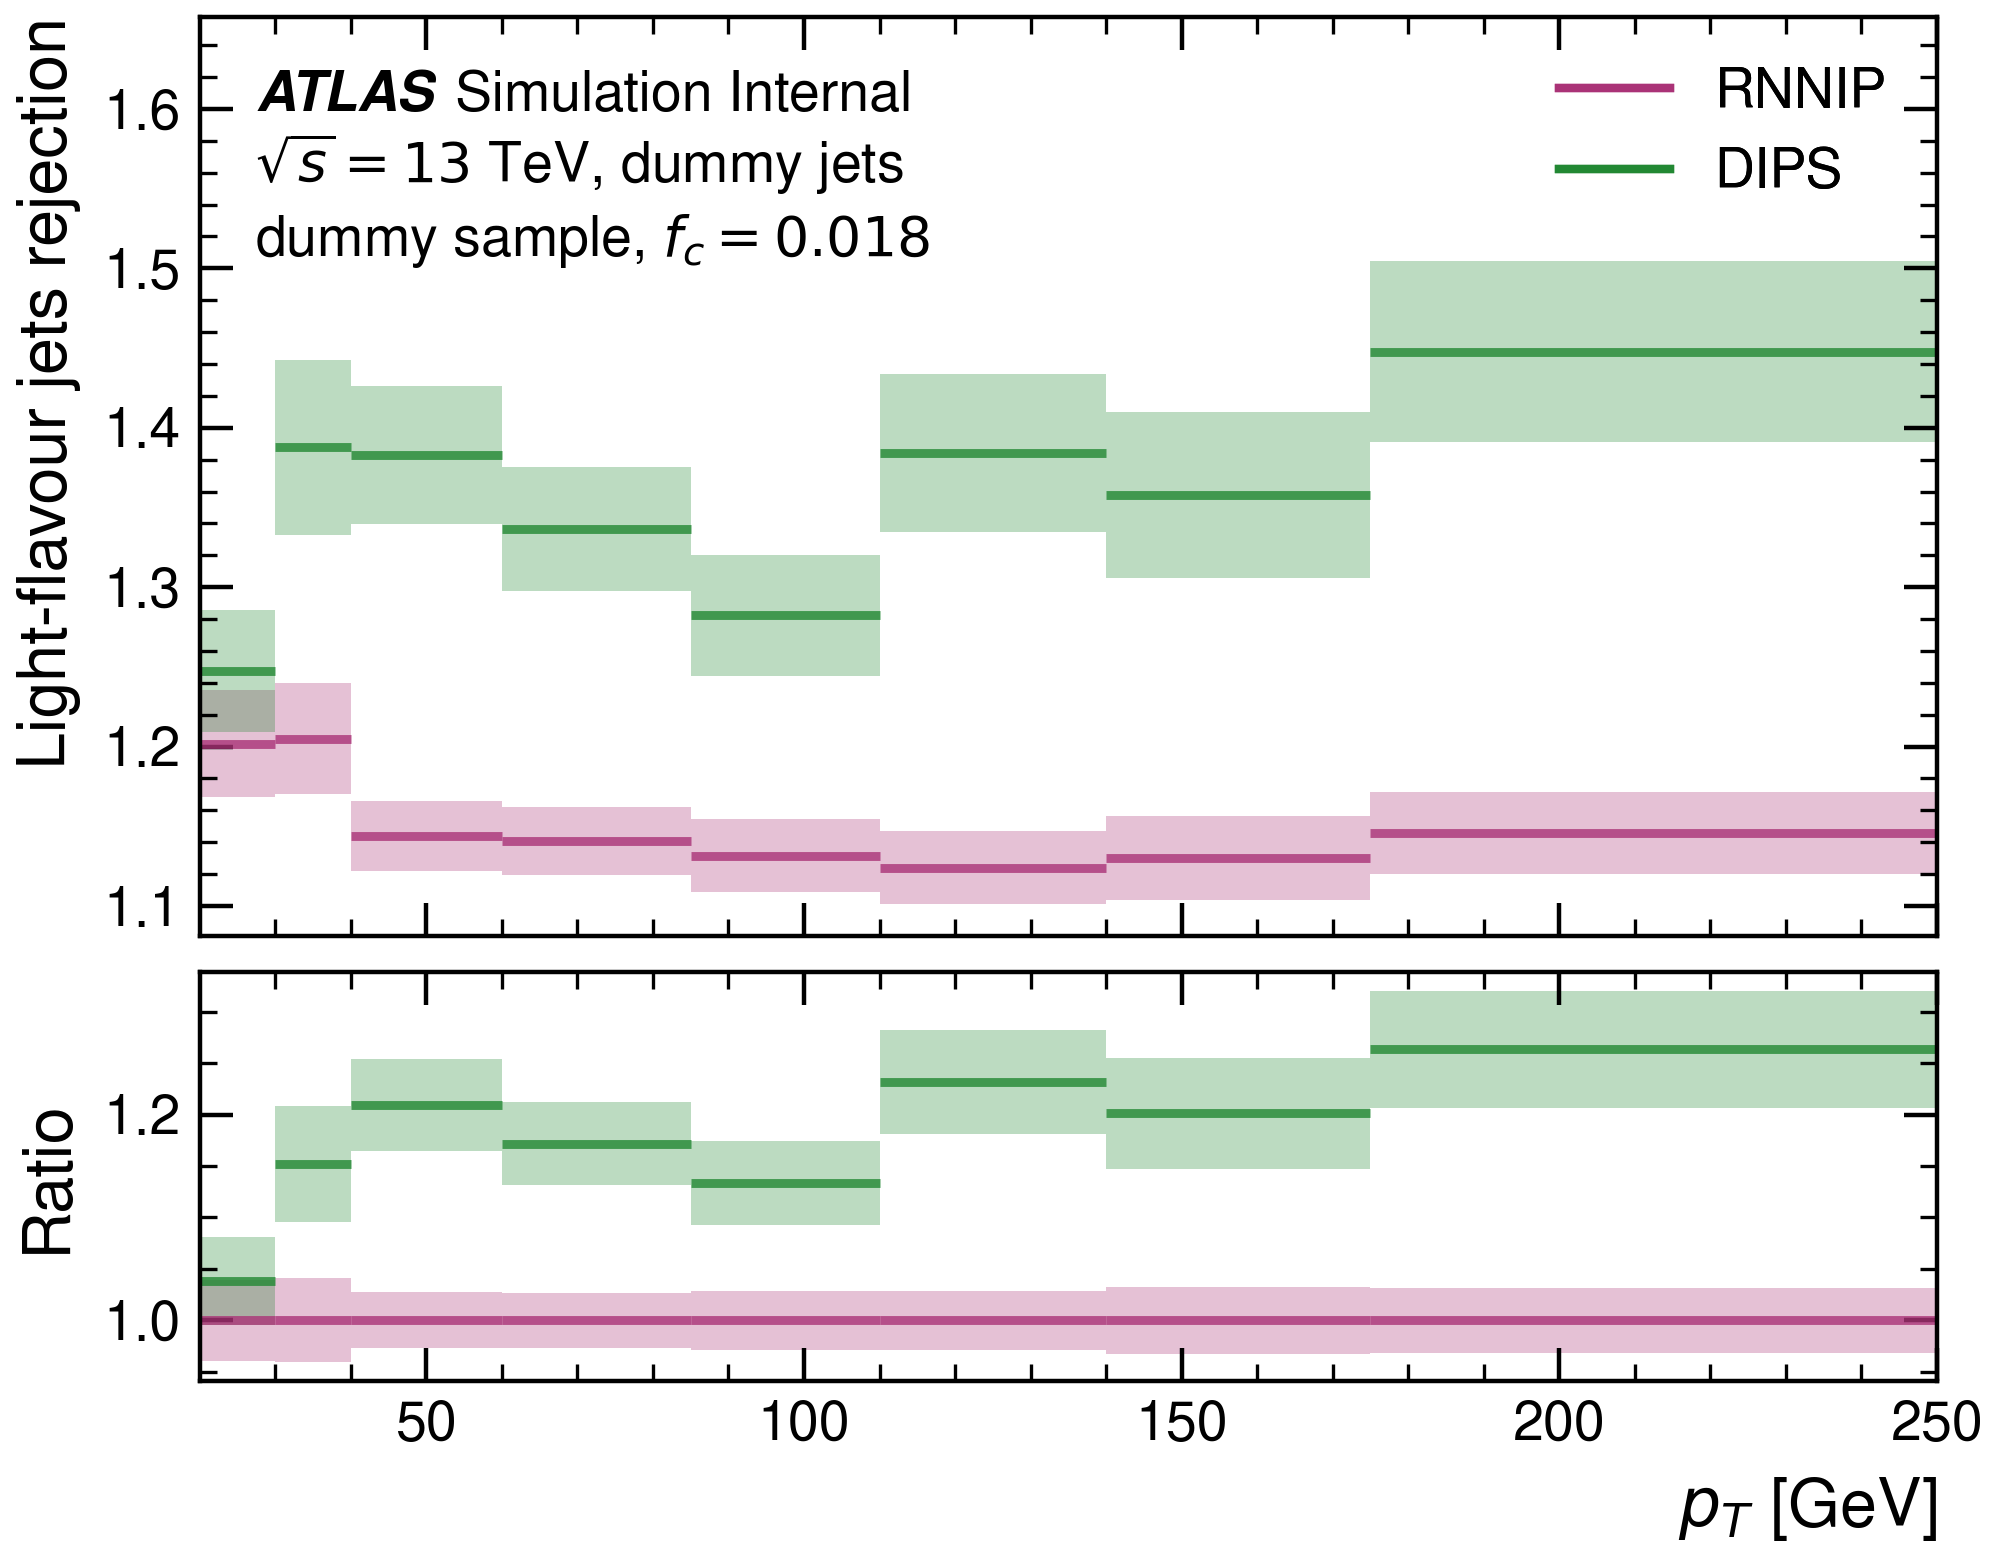 ATLAS Simulation Internal
√s = 13 TeV, dummy jets
dummy sample, f_c = 0.018
RNNIP
DIPS
Light-flavour jets rejection
1.6
1.5
1.4
1.3
1.2
1.1
Ratio
1.2
1.0
50 100 150 200 250
p_T [GeV]